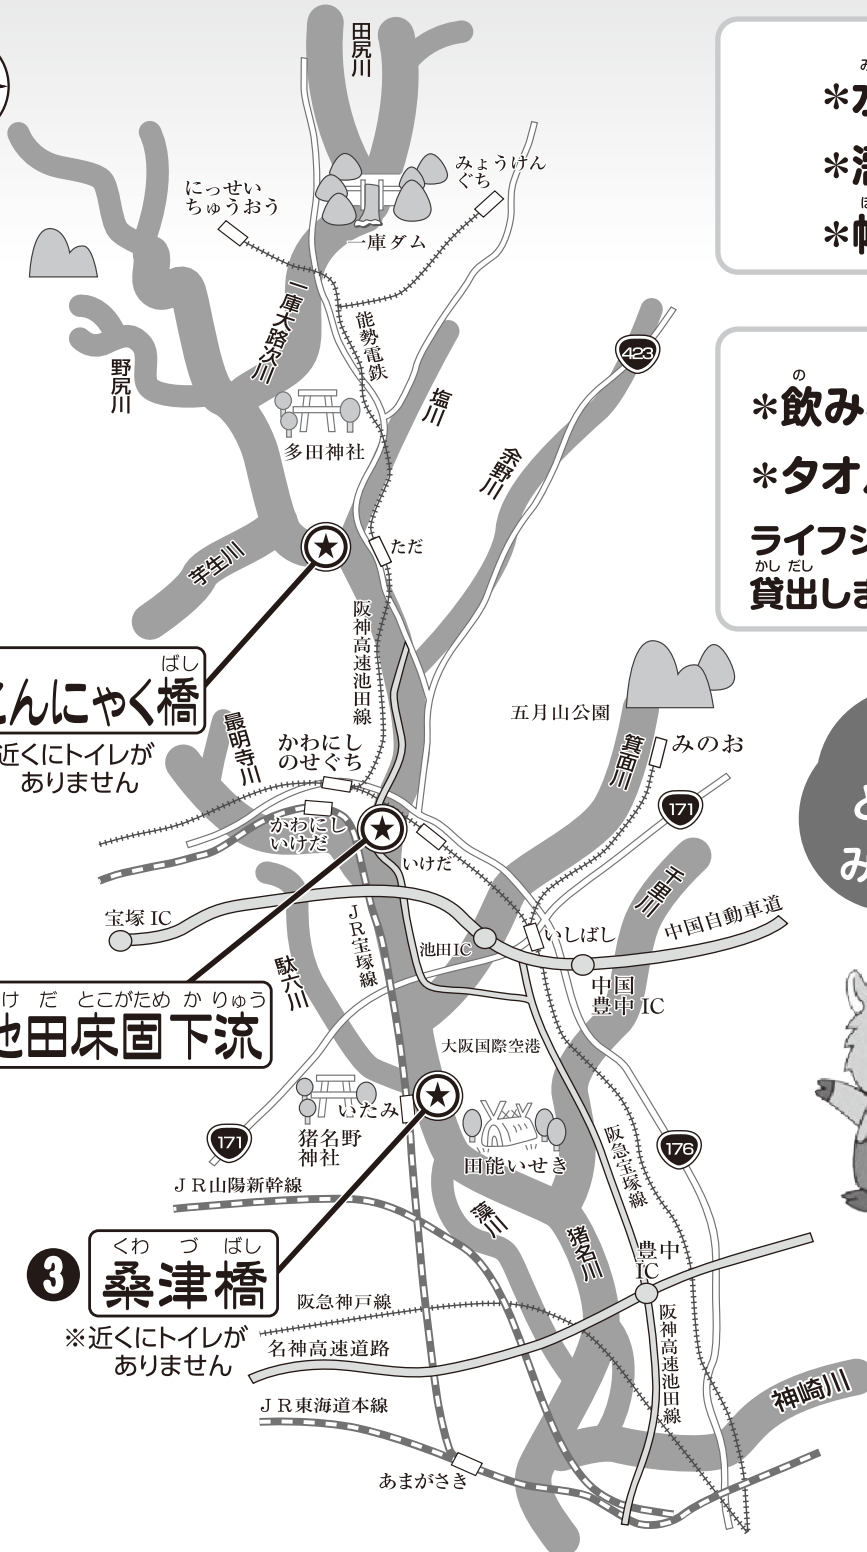 田尻川
みょうけん
ぐち
にっせい
ちゅうおう
一庫ダム
一庫大路次川
能勢電鉄
野尻川
塩川
423
多田神社
余野川
ただ
芋生川
阪神高速池田線
ばし
こんにゃく橋
※近くにトイレが
ありません
五月山公園
箕面川
みのお
最明寺川
かわにし
のせぐち
かわにし
いけだ
いけだ
171
千里川
宝塚 IC
JR宝塚線
池田IC
いしばし
中国自動車道
中国
豊中 IC
駄六川
けだ とこがためかりゅう
池田床固下流
大阪国際空港
いたみ
猪名野
神社
田能いせき
171
阪急宝塚線
176
JR山陽新幹線
藻川
猪名川
豊中
IC
くわ づ ばし
3 桑津橋
※近くにトイレが
ありません
阪急神戸線
名神高速道路
阪神高速池田線
JR東海道本線
神崎川
あまがさき
の
*飲み
*タオ
ライフジ
かし だし
貸出しま
と
み